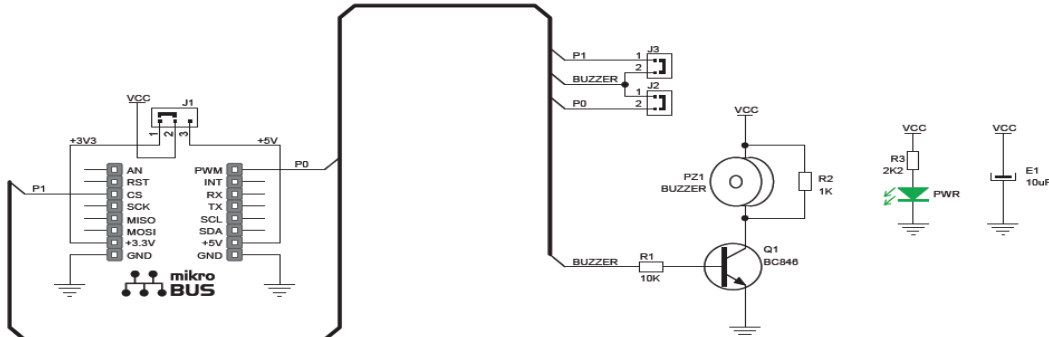 VCC
J1
1
2
3
+3V3
+5V
P1
P0
AN
RST
CS
SCK
MISO
MOSI
+3.3V
GND
PWM
INT
RX
TX
SCL
SDA
+5V
GND
mikro
BUS
P1
BUZZER
P0
J3
1
2
J2
1
2
VCC
PZ1
BUZZER
R2
1K
BUZZER
R1
10K
Q1
BC846
VCC
R3
2K2
PWR
VCC
E1
10uF